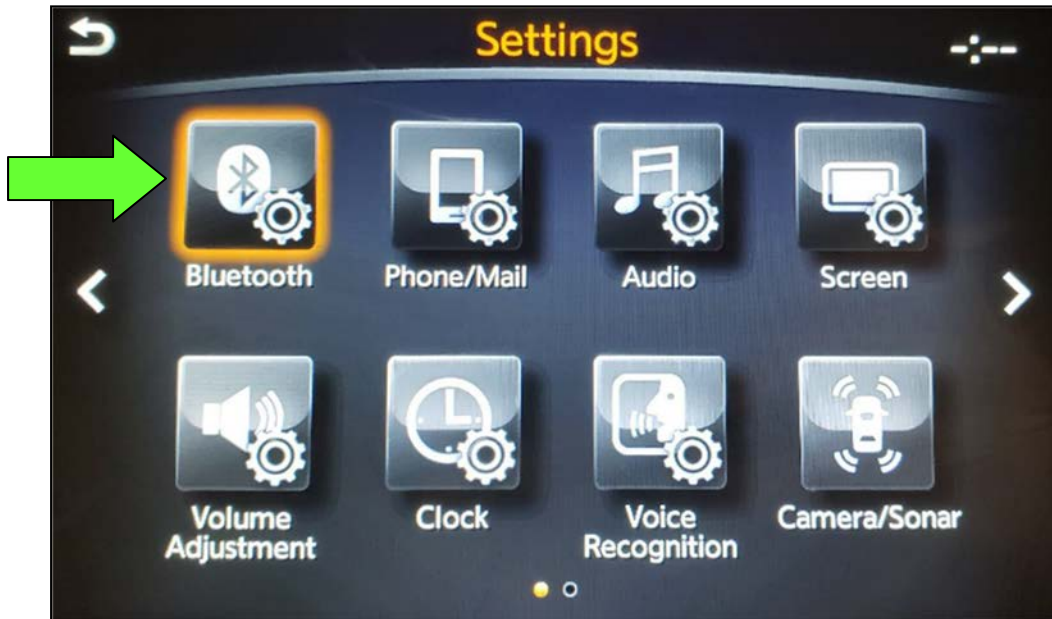 Settings
-:--
Bluetooth
Phone/Mail
Audio
Screen
Volume
Adjustment
Clock
Voice
Recognition
Camera/Sonar